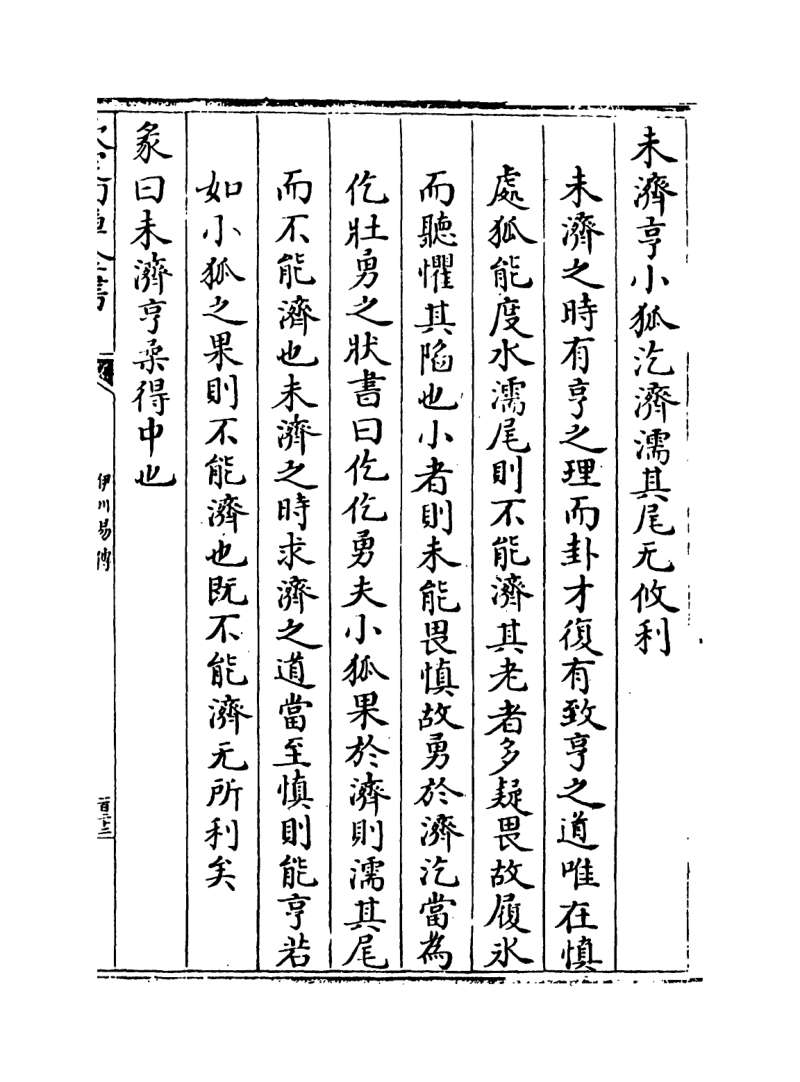 未濟亨小狐汔濟濡其尾无攸利
未濟之時有亨之理而卦才復有致亨之道唯在慎
處狐能度水濡尾則不能濟其老者多疑畏故履氷
而聽懼其陷也小者則未能畏慎故勇於濟汔當為
仡壯勇之狀書曰仡仡勇夫小狐果於濟則濡其尾
而不能濟也未濟之時求濟之道當至慎則能亨若
如小狐之果則不能濟也既不能濟无所利矣
彖曰未濟亨柔得中也
伊川易傳